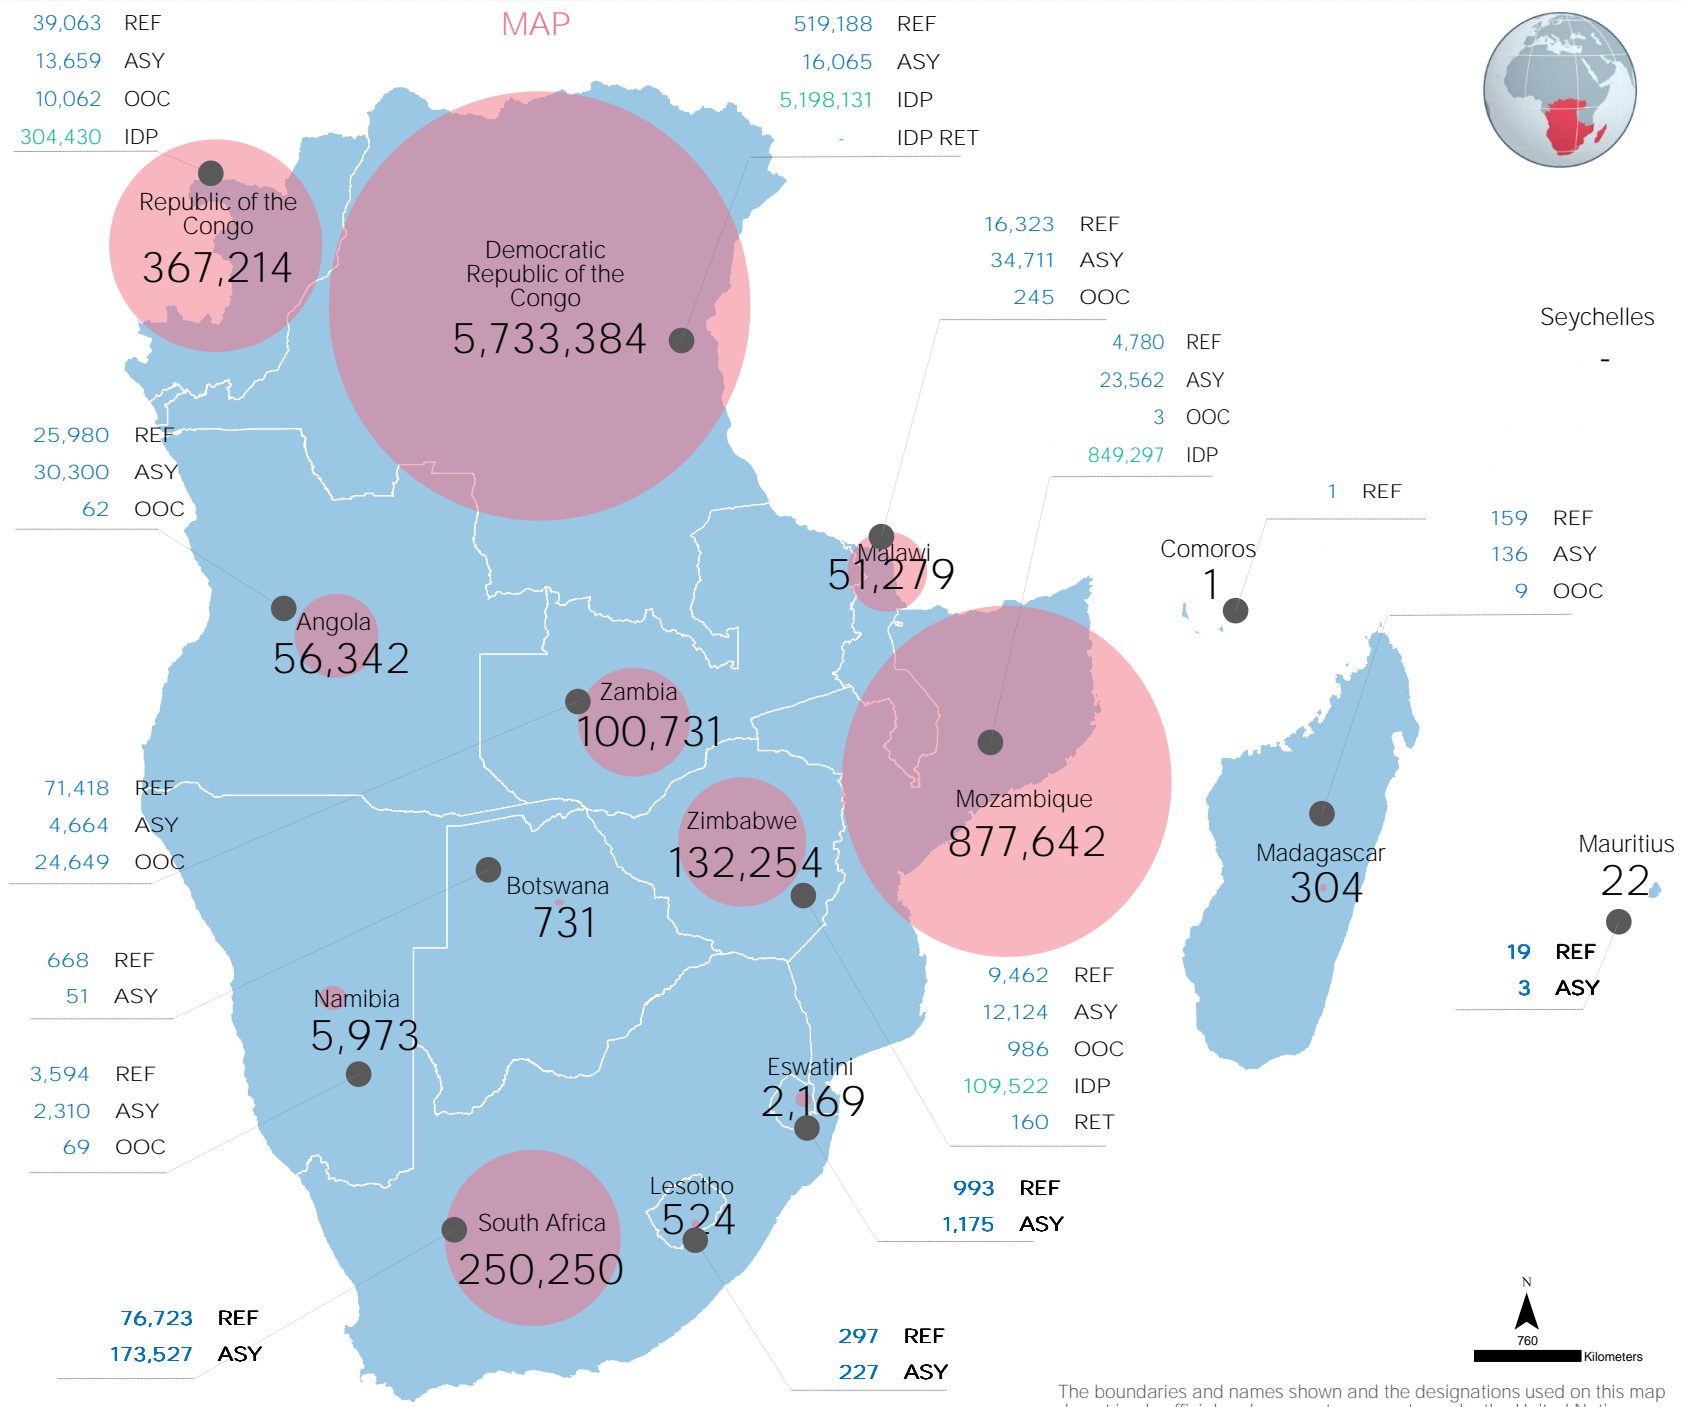 MAP
39,063 REF
13,659 ASY
10,062 OOC
304,430 IDP
519,188 REF
16,065 ASY
5,198,131 IDP
- IDP RET
Republic of the
Congo
367,214
Democratic
Republic of the
Congo
5,733,384
16,323 REF
34,711 ASY
245 OOC
4,780 REF
23,562 ASY
3 OOC
849,297 IDP
Seychelles
-
25,980 REF
30,300 ASY
62 OOC
1 REF
159 REF
136 ASY
9 OOC
Malawi
51,279
Comoros
1
Angola
56,342
Zambia
100,731
71,418 REF
4,664 ASY
24,649 OOC
Zimbabwe
132,254
Mozambique
877,642
Madagascar
304
Mauritius
22
Botswana
731
19 REF
3 ASY
668 REF
51 ASY
Namibia
5,973
9,462 REF
12,124 ASY
986 OOC
109,522 IDP
160 RET
3,594 REF
2,310 ASY
69 OOC
Eswatini
2,169
993 REF
1,175 ASY
Lesotho
524
South Africa
250,250
76,723 REF
173,527 ASY
297 REF
227 ASY
N
760
Kilometers
The boundaries and names shown and the designations used on this map